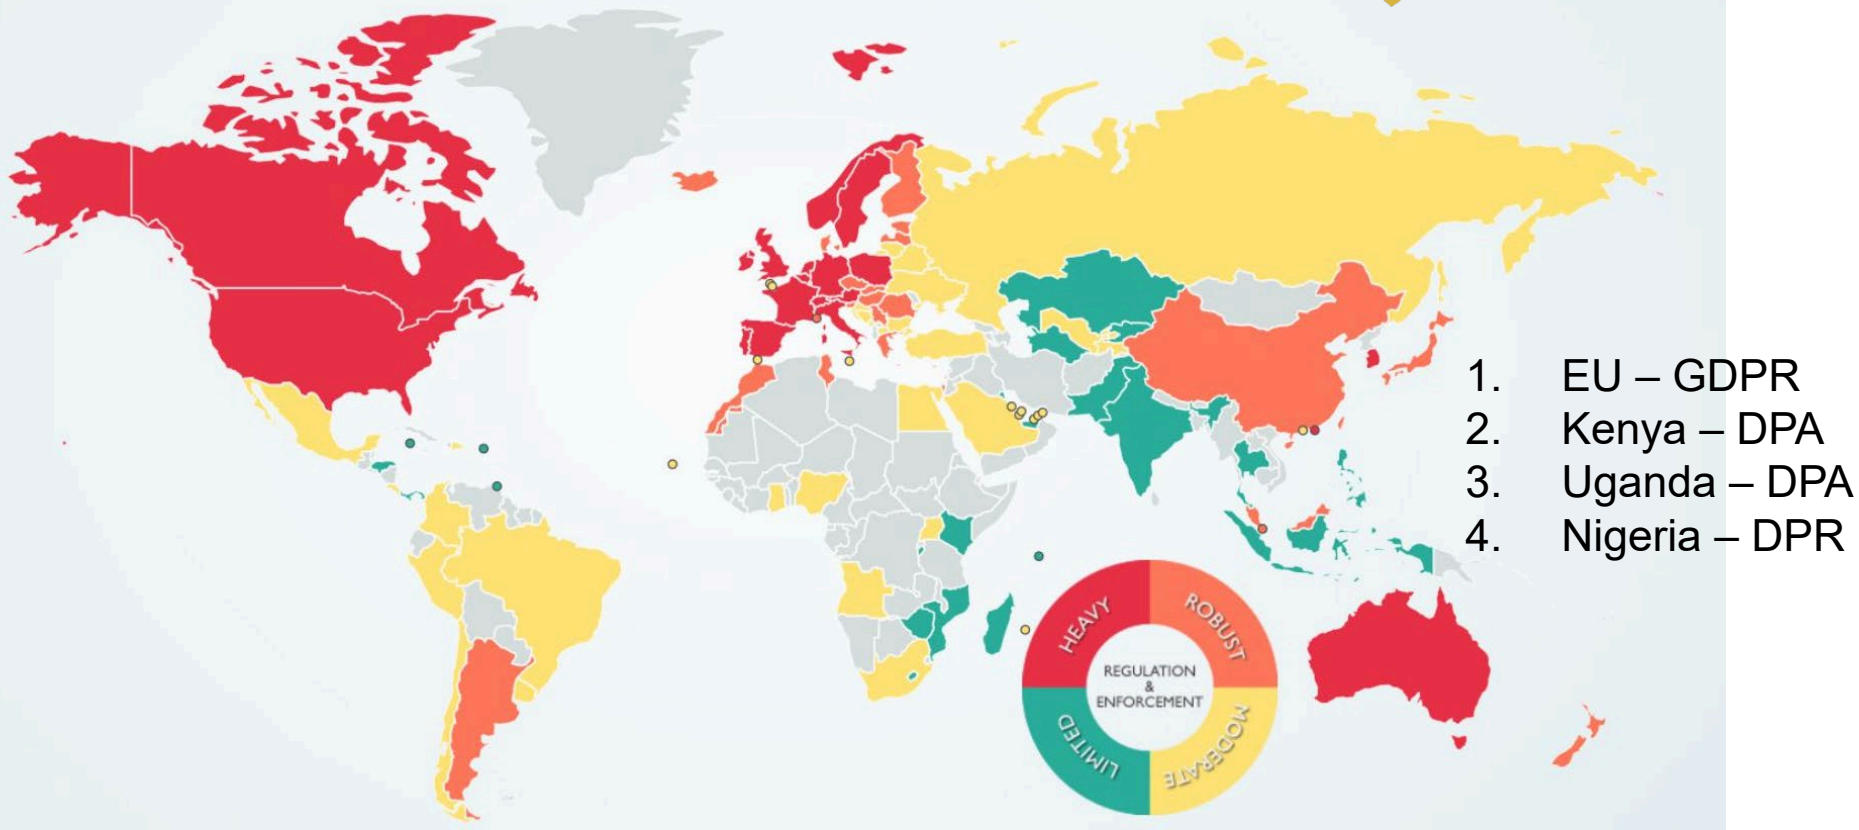 1. EU – GDPR
2. Kenya – DPA
3. Uganda – DPA
4. Nigeria – DPR
HEAVY
ROBUST
REGULATION
&
ENFORCEMENT
LIMITED
MODERATE